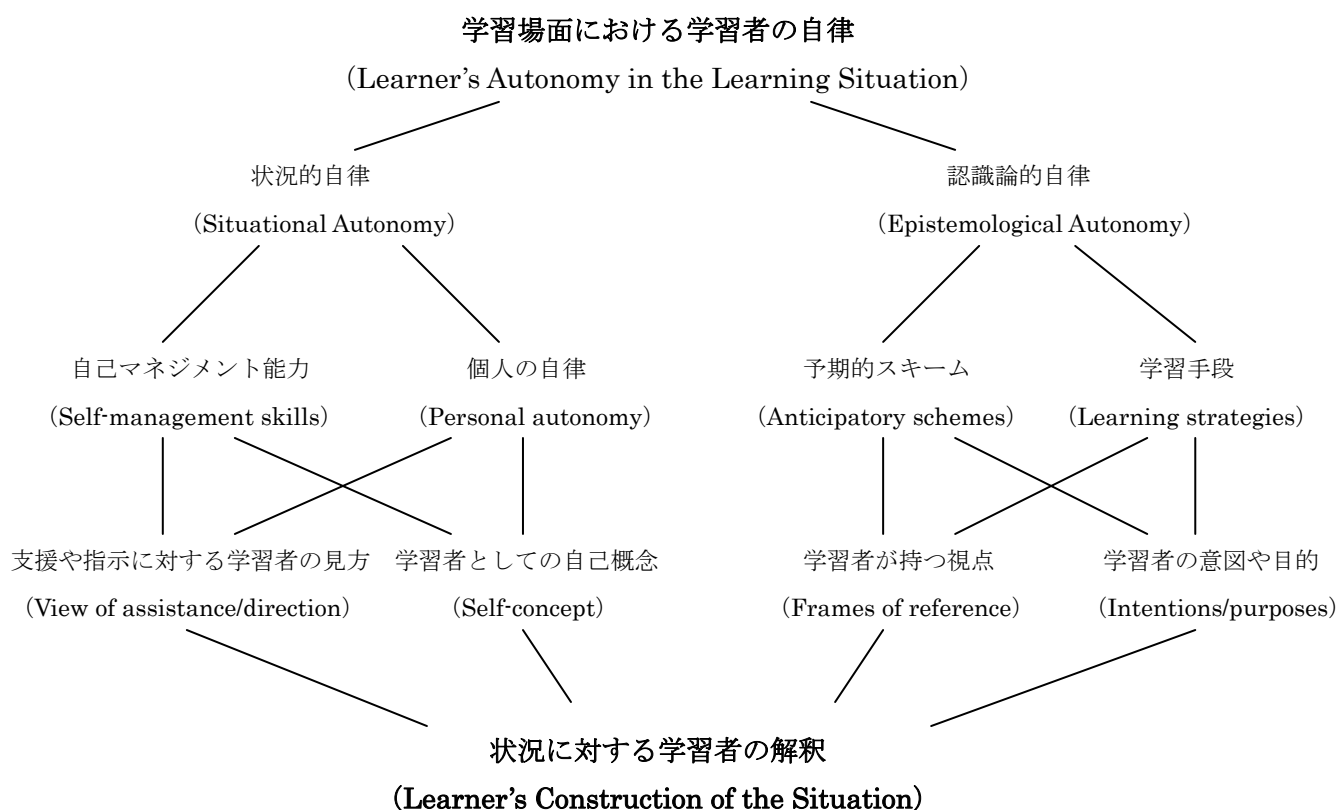 学習場面における学習者の自律
（Learner’s Autonomy in the Learning Situation）
状況的自律
（Situational Autonomy）
認識論的自律
（Epistemological Autonomy）
自己マネジメント能力
（Self-management skills）
個人の自律
（Personal autonomy）
予期的スキーム
（Anticipatory schemes）
学習手段
（Learning strategies）
支援や指示に対する学習者の見方
（View of assistance/direction）
学習者としての自己概念
（Self-concept）
学習者が持つ視点
（Frames of reference）
学習者の意図や目的
（Intentions/purposes）
状況に対する学習者の解釈
（Learner’s Construction of the Situation）